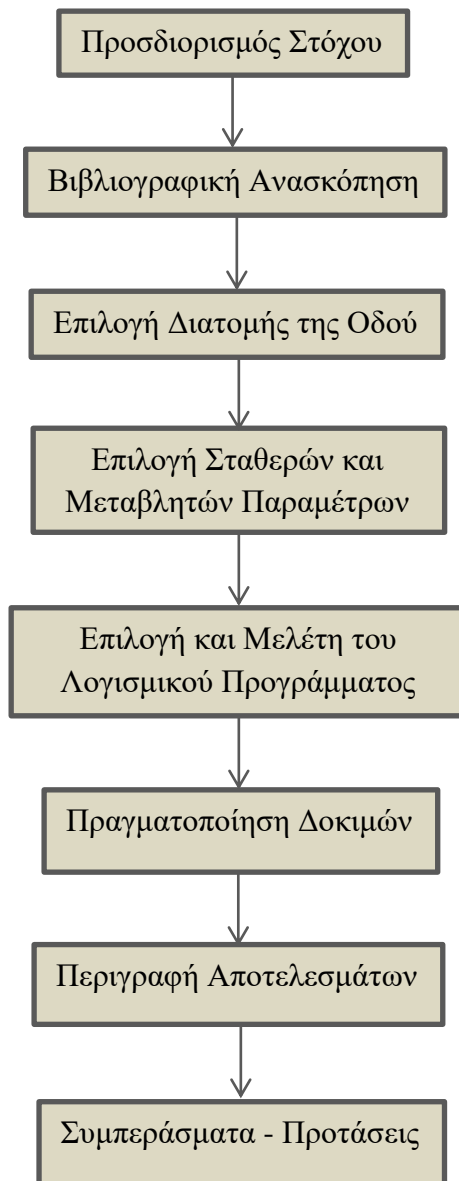 Προσδιορισμός Στόχου
Βιβλιογραφική Ανασκόπηση
Επιλογή Διατομής της Οδού
Επιλογή Σταθερών και
Μεταβλητών Παραμέτρων
Επιλογή και Μελέτη του
Λογισμικού Προγράμματος
Πραγματοποίηση Δοκιμών
Περιγραφή Αποτελεσμάτων
Συμπεράσματα - Προτάσεις